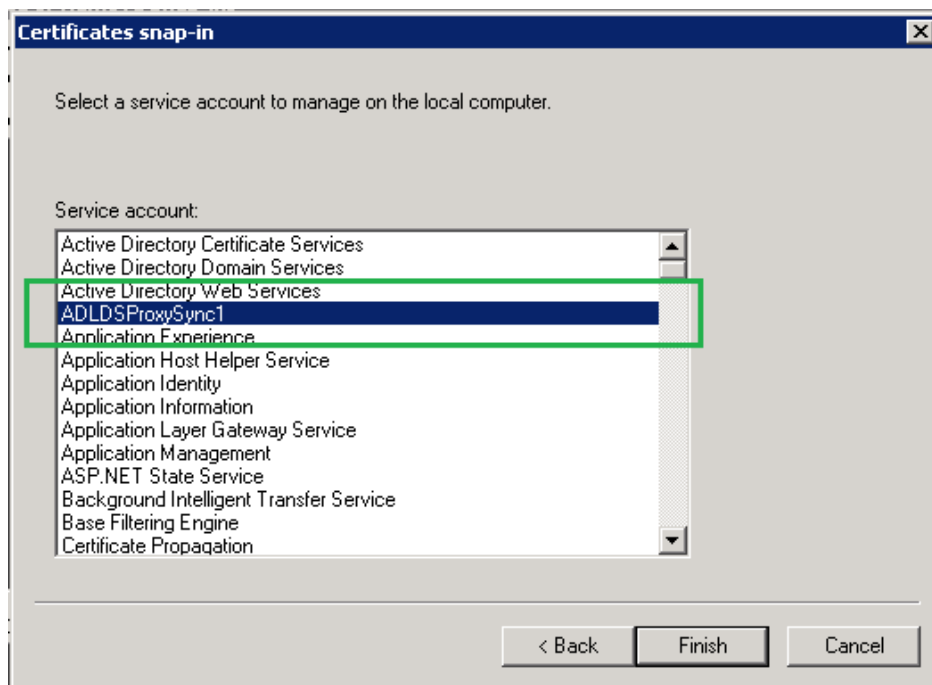 Certificates snap-in
Select a service account to manage on the local computer.
Service account:
Active Directory Certificate Services
Active Directory Domain Services
Active Directory Web Services
ADLDSProxySync1
Application Experience
Application Host Helper Service
Application Identity
Application Information
Application Layer Gateway Service
Application Management
ASP.NET State Service
Background Intelligent Transfer Service
Base Filtering Engine
Certificate Propagation
< Back Finish Cancel